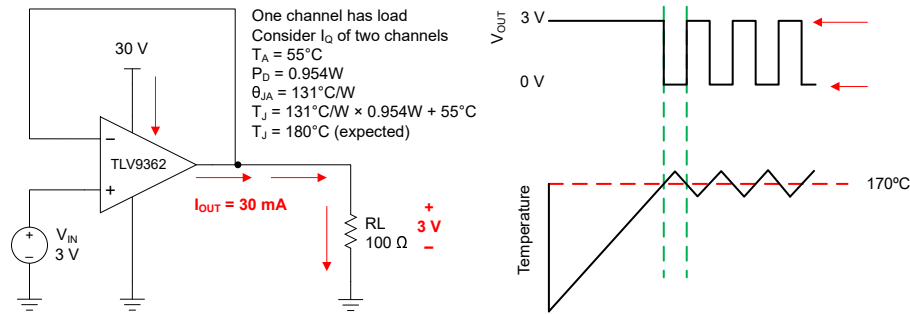 One channel has load
Consider IQ of two channels
TA = 55°C
PD = 0.954W
θJA = 131°C/W
TJ = 131°C/W × 0.954W + 55°C
TJ = 180°C (expected)
30 V
–
TLV9362
+
IOUT = 30 mA
+
–
VIN
3 V
RL
100 Ω
+
3 V
–
VOUT
3 V
0 V
Temperature
170ºC